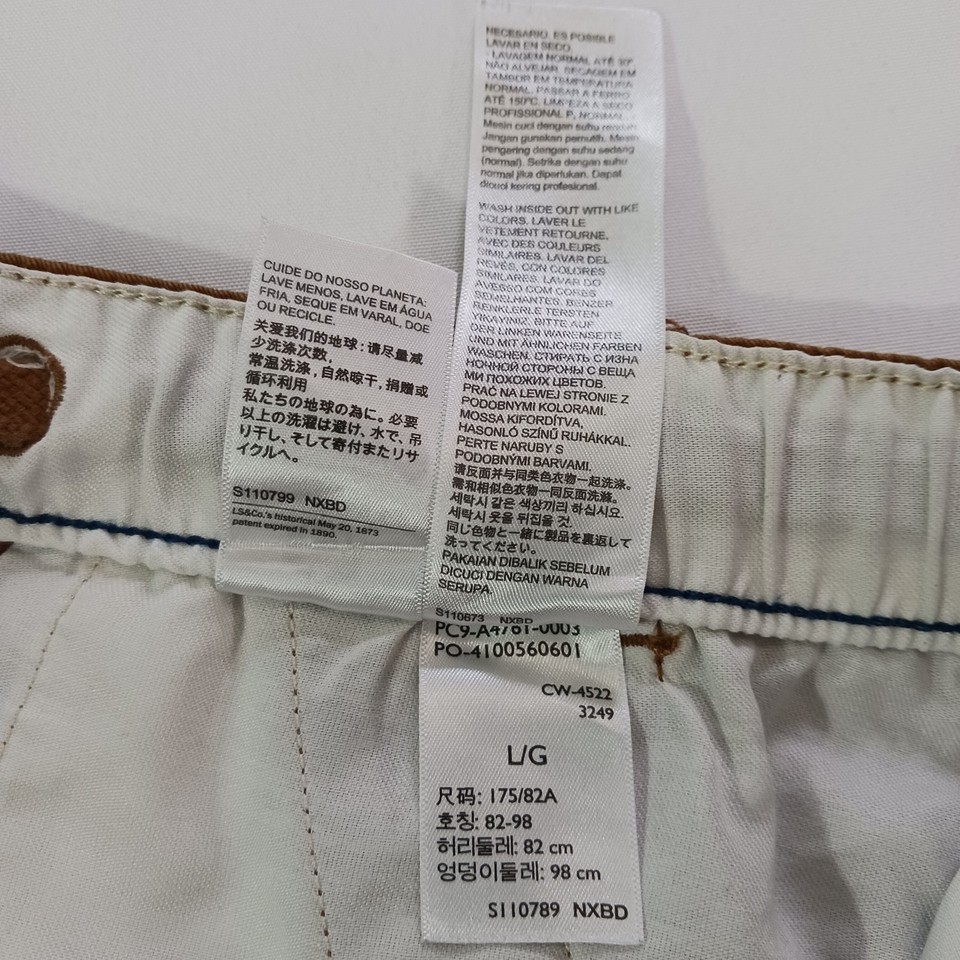 NECESARIO. ES POSIBLE
LAVAR EN SECO.
- LAVAGEM NORMAL ATÉ 30º
NÃO ALVEJAR. SECAGEM EM
TAMBOR EM TEMPERATURA
NORMAL. PASSAR A FERRO
ATÉ 150ºC. LIMPEZA A SECO
PROFISSIONAL P, NORMAL. -
Mesin cuci dengan suhu rendah.
Jangan gunakan pemutih. Mesin
pengering dengan suhu sedang
(normal). Setrika dengan suhu
normal jika diperlukan. Dapat
dicuci kering profesional.
WASH INSIDE OUT WITH LIKE
COLORS. LAVER LE
VETEMENT RETOURNE,
AVEC DES COULEURS
SIMILAIRES. LAVAR DEL
REVÉS, CON COLORES
SIMILARES. LAVAR DO
AVESSO COM CORES
SEMELHANTES. BENZER
RENKLERLE TERSTEN
YIKAYINIZ. BITTE AUF
DER LINKEN WARENSEITE
UND MIT ÄHNLICHEN FARBEN
WASCHEN. СТИРАТЬ С ИЗНА
НОЧНОЙ СТОРОНЫ С ВЕЩА
МИ ПОХОЖИХ ЦВЕТОВ.
PRAĆ NA LEWEJ STRONIE Z
PODOBNYMI KOLORAMI.
MOSSA KIFORDÍTVA,
HASONLÓ SZÍNŰ RUHÁKKAL.
PERTE NARUBY S
PODOBNÝMI BARVAMI.
请反面并与同类色衣物一起洗涤。
需和相似色衣物一同反面洗滌。
세탁시 같은 색상끼리 하십시요.
세탁시 옷을 뒤집을 것.
同じ色物と一緒に製品を裏返して
洗ってください。
PAKAIAN DIBALIK SEBELUM
DICUCI DENGAN WARNA
SERUPA.
S110673 NXBD
CUIDE DO NOSSO PLANETA:
LAVE MENOS, LAVE EM ÁGUA
FRIA, SEQUE EM VARAL, DOE
OU RECICLE.
关爱我们的地球:请尽量减
少洗涤次数,
常温洗涤,自然晾干,捐赠或
循环利用
私たちの地球の為に。必要
以上の洗濯は避け、水で、吊
り干し、そして寄付またリサ
イクルへ。
S110799 NXBD
LS&Co.'s historical May 20, 1873
patent expired in 1890.
PC9-A4761-0003
PO-4100560601
CW-4522
3249
L/G
尺码: 175/82A
호칭: 82-98
허리둘레: 82 cm
엉덩이둘레: 98 cm
S110789 NXBD